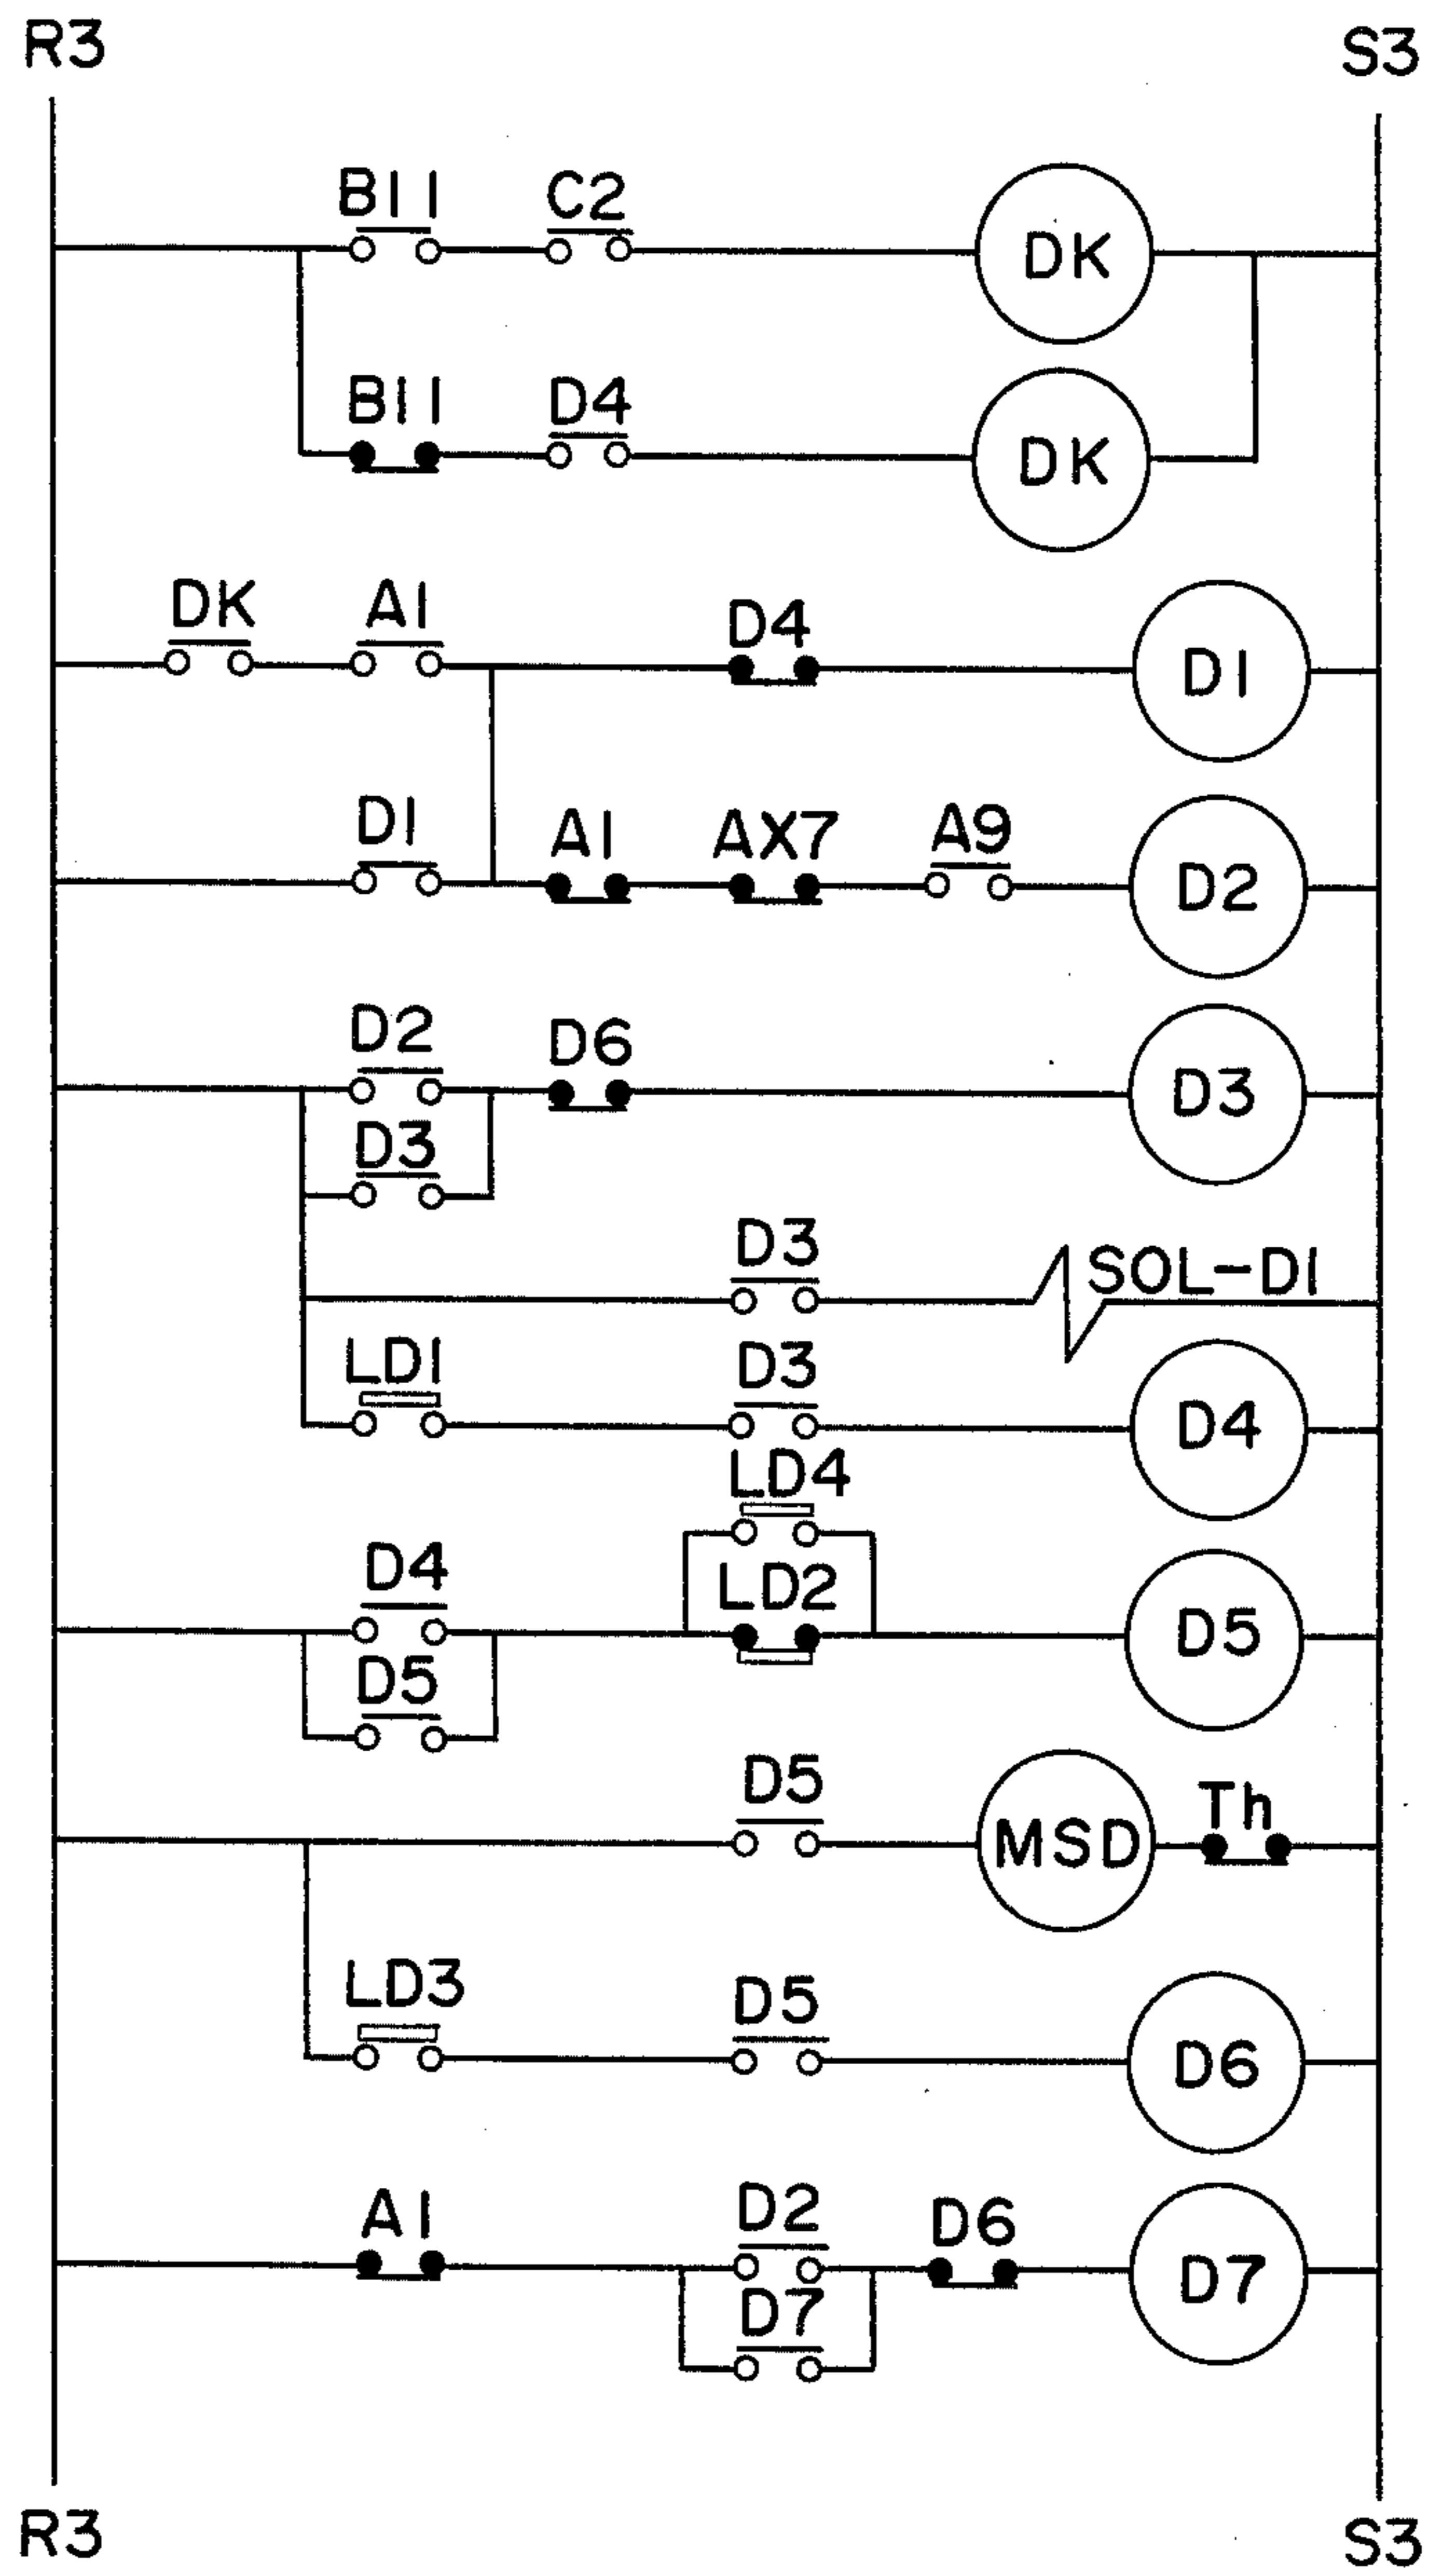 R3 S3
B11 C2
DK
B11 D4
DK
DK A1 D4
D1
D1 A1 AX7 A9
D2
D2 D6
D3
D3
D3 SOL-D1
LD1 D3
D4
LD4
D4 LD2
D5
D5
D5 Th
MSD
LD3 D5
D6
A1 D2 D6
D7
D7
R3 S3